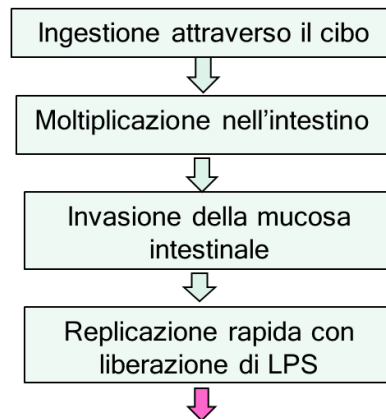 Ingestione attraverso il cibo
Moltiplicazione nell'intestino
Invasione della mucosa
intestinale
Replicazione rapida con
liberazione di LPS